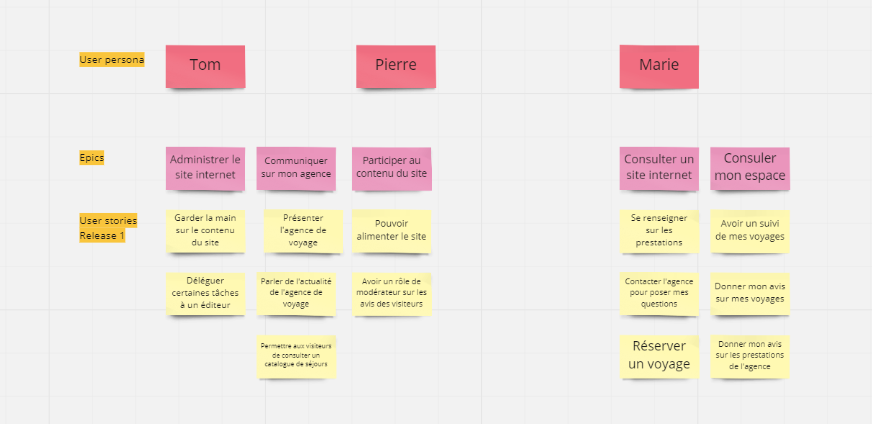 User persona
Tom
Pierre
Marie
Epics
Administrer le
site internet
Communiquer
sur mon agence
Participer au
contenu du site
Consulter un
site internet
Consuler
mon espace
User stories
Release 1
Garder la main
sur le contenu
du site
Présenter
l'agence de
voyage
Pouvoir
alimenter le site
Se renseigner
sur les
prestations
Avoir un suivi
de mes voyages
Déléguer
certaines tâches
à un éditeur
Parler de l'actualité
de l'agence de
voyage
Avoir un rôle de
modérateur sur les
avis des visiteurs
Contacter l'agence
pour poser mes
questions
Donner mon avis
sur mes voyages
Permettre aux visiteurs
de consulter un
catalogue de séjours
Réserver
un voyage
Donner mon avis
sur les prestations
de l'agence